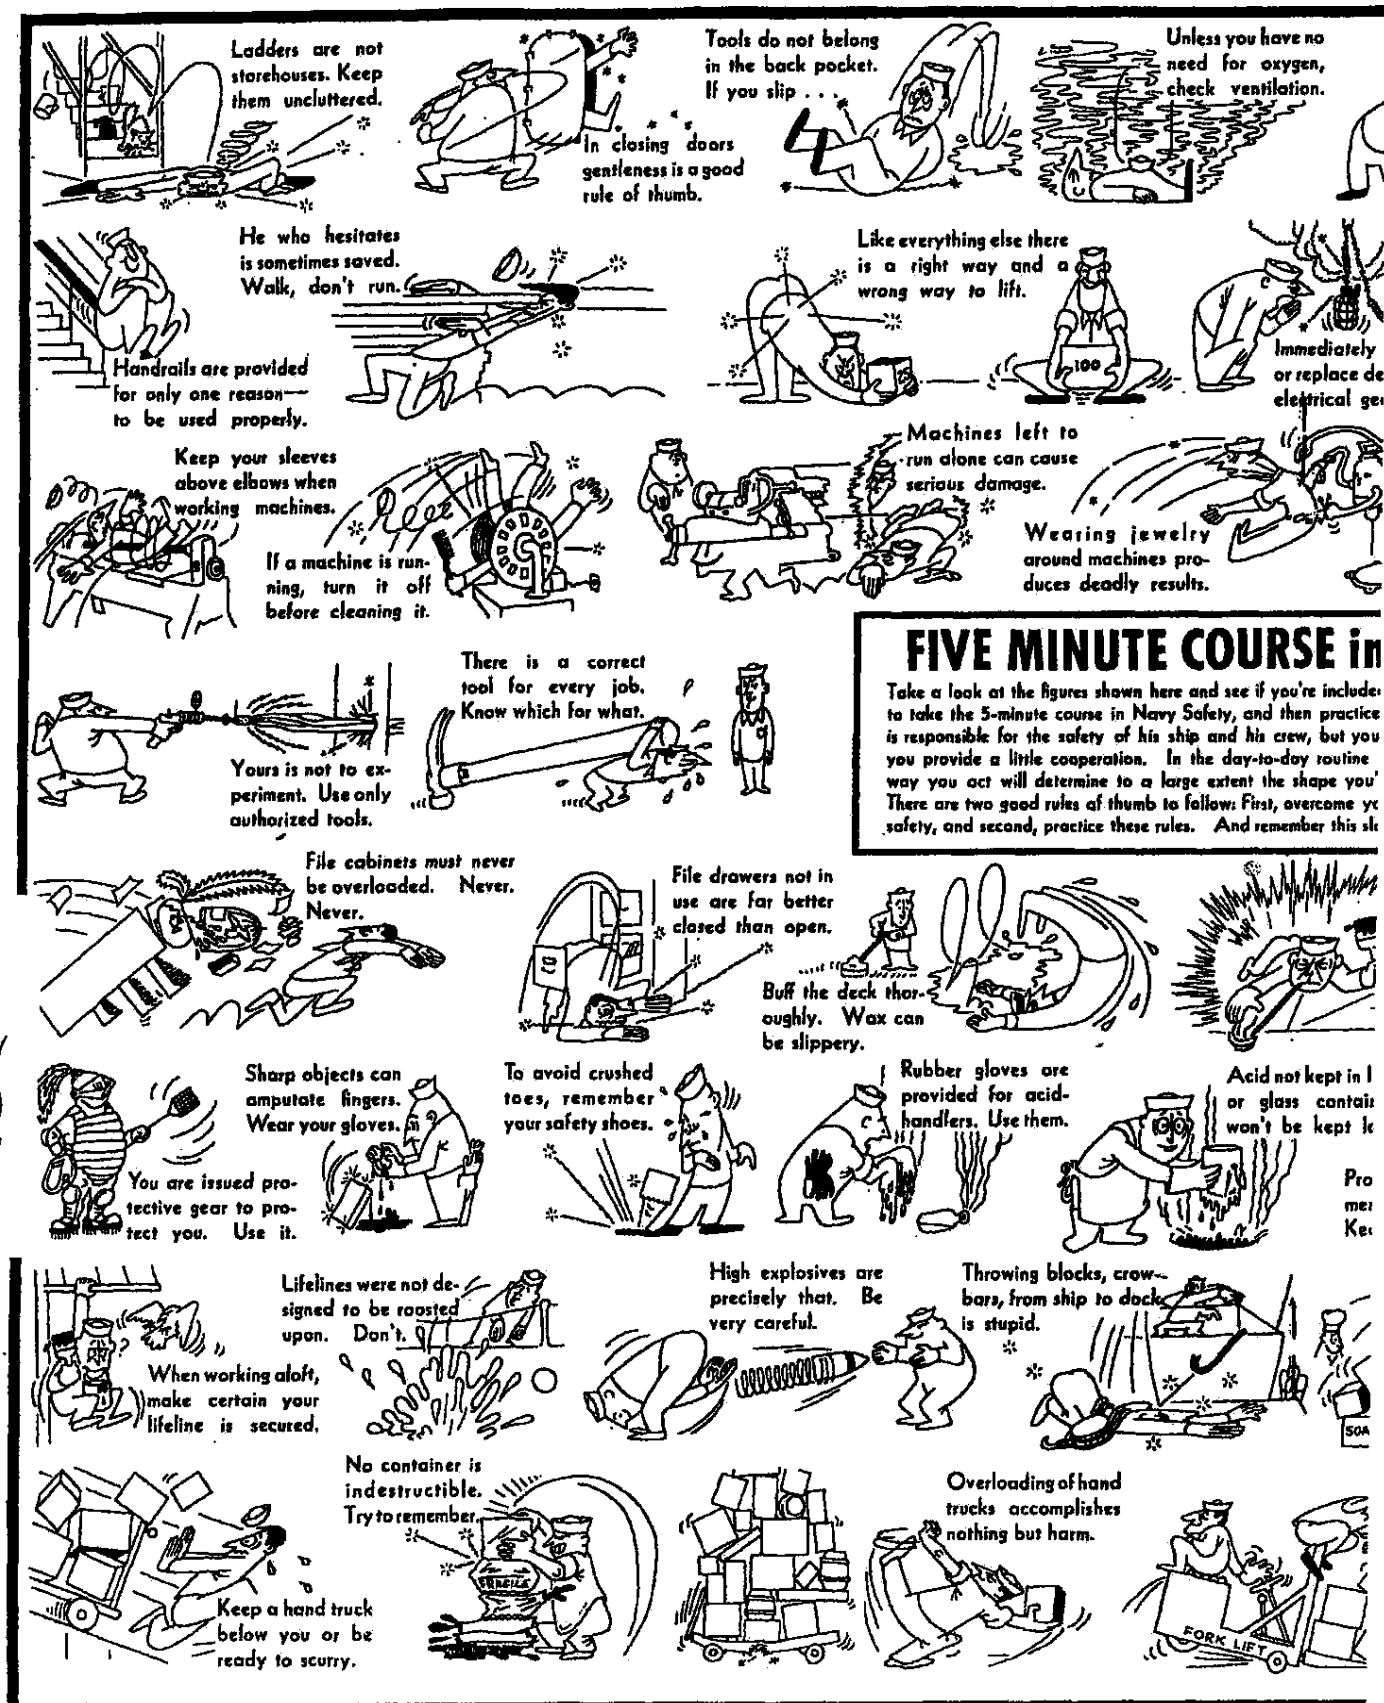 Ladders are not
storehouses. Keep
them uncluttered.
In closing doors
gentleness is a good
rule of thumb.
Tools do not belong
in the back pocket.
If you slip . . .
Unless you have no
need for oxygen,
check ventilation.
Handrails are provided
for only one reason—
to be used properly.
He who hesitates
is sometimes saved.
Walk, don't run.
Like everything else there
is a right way and a
wrong way to lift.
100
Immediately
or replace de
electrical ge
Keep your sleeves
above elbows when
working machines.
If a machine is run-
ning, turn it off
before cleaning it.
Machines left to
run alone can cause
serious damage.
Wearing jewelry
around machines pro-
duces deadly results.
Yours is not to ex-
periment. Use only
authorized tools.
There is a correct
tool for every job.
Know which for what.
FIVE MINUTE COURSE in
Take a look at the figures shown here and see if you're include
to take the 5-minute course in Navy Safety, and then practice
is responsible for the safety of his ship and his crew, but you
you provide a little cooperation. In the day-to-day routine
way you act will determine to a large extent the shape you'
There are two good rules of thumb to follow: First, overcome yo
safety, and second, practice these rules. And remember this sl
File cabinets must never
be overloaded. Never.
Never.
File drawers not in
use are far better
closed than open.
Buff the deck thor-
oughly. Wax can
be slippery.
You are issued pro-
tective gear to pro-
tect you. Use it.
Sharp objects can
amputate fingers.
Wear your gloves.
To avoid crushed
toes, remember
your safety shoes.
Rubber gloves are
provided for acid-
handlers. Use them.
Acid not kept in l
or glass contai
won't be kept l
Pro
mer
Ke
When working aloft,
make certain your
lifeline is secured.
?
Lifelines were not de-
signed to be roosted
upon. Don't.
High explosives are
precisely that. Be
very careful.
Throwing blocks, crow-
bars, from ship to dock
is stupid.
SOA
Keep a hand truck
below you or be
ready to scurry.
No container is
indestructible.
Try to remember.
FRAGILE
Overloading of hand
trucks accomplishes
nothing but harm.
FORK LIFT